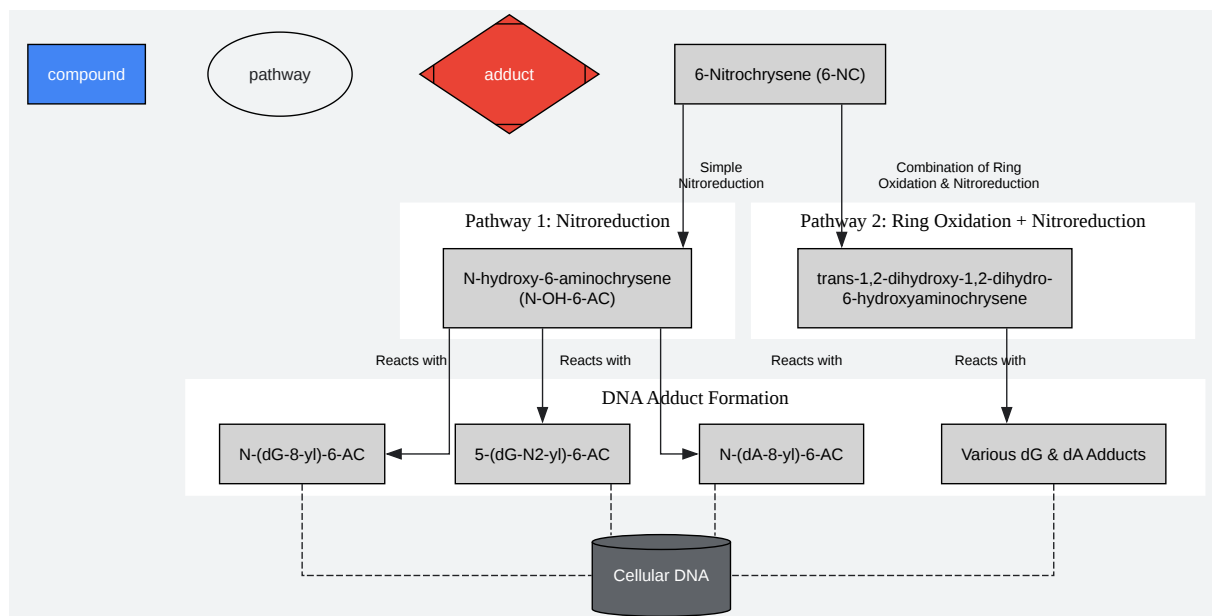 compound
pathway
adduct
6-Nitrochrysene (6-NC)
Simple
Nitroreduction
Combination of Ring
Oxidation & Nitroreduction
Pathway 1: Nitroreduction
Pathway 2: Ring Oxidation + Nitroreduction
N-hydroxy-6-aminochrysene
(N-OH-6-AC)
trans-1,2-dihydroxy-1,2-dihydro-
6-hydroxyaminochrysene
Reacts with
Reacts with
Reacts with
Reacts with
DNA Adduct Formation
N-(dG-8-yl)-6-AC
5-(dG-N2-yl)-6-AC
N-(dA-8-yl)-6-AC
Various dG & dA Adducts
Cellular DNA